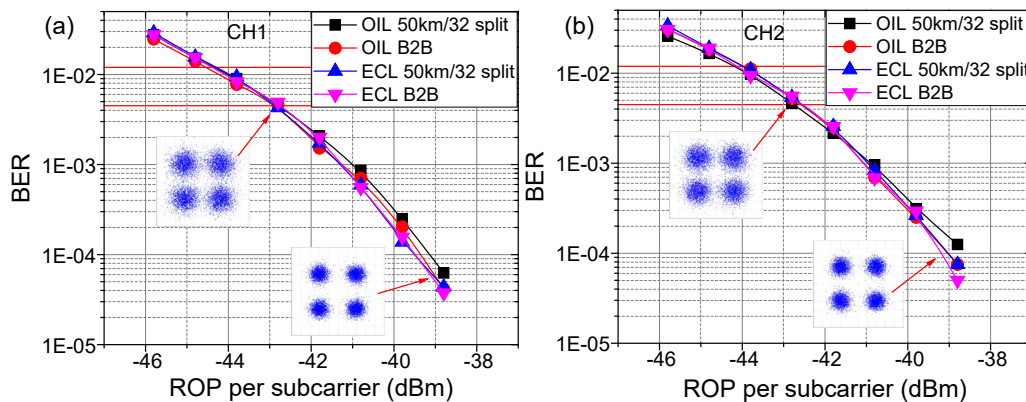 (a)
CH1
OIL 50km/32 split
OIL B2B
ECL 50km/32 split
ECL B2B
BER
1E-02
1E-03
1E-04
1E-05
-46
-44
-42
-40
-38
ROP per subcarrier (dBm)
(b)
CH2
OIL 50km/32 split
OIL B2B
ECL 50km/32 split
ECL B2B
BER
1E-02
1E-03
1E-04
1E-05
-46
-44
-42
-40
-38
ROP per subcarrier (dBm)